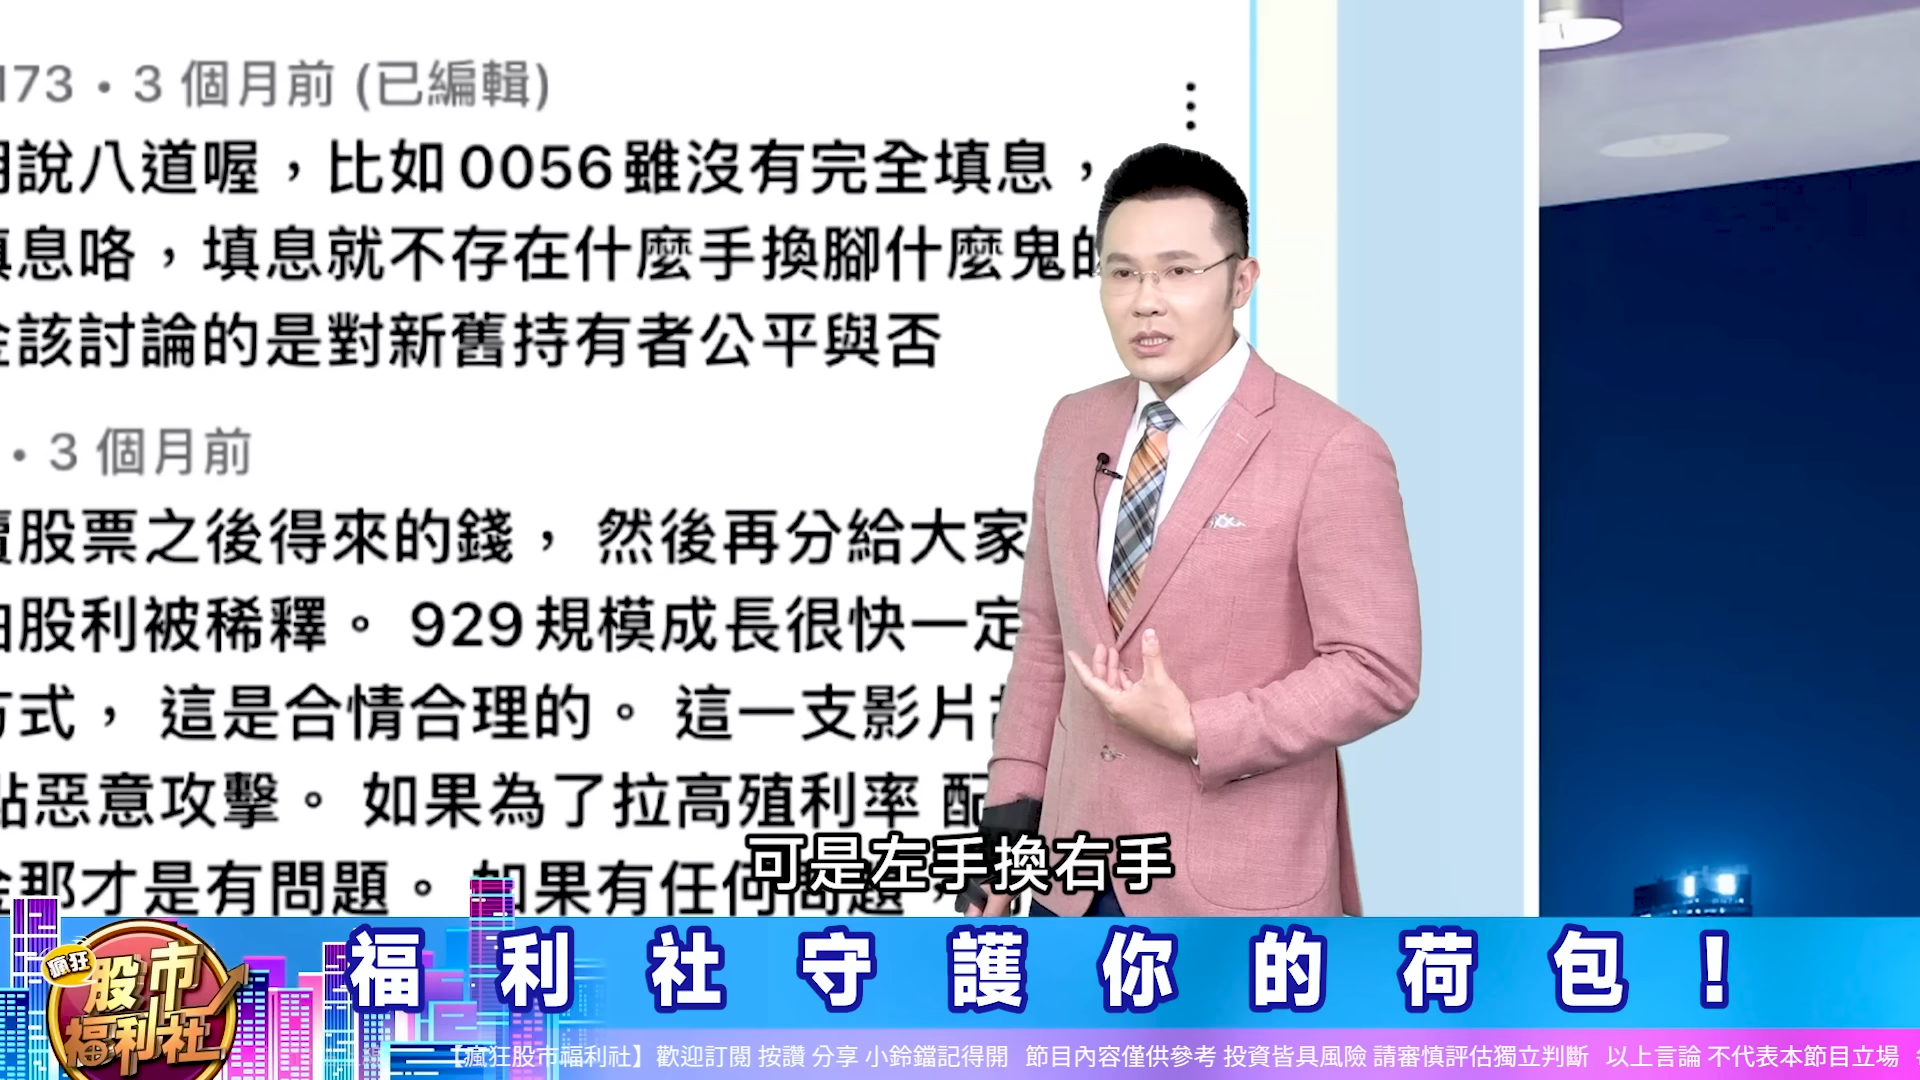 173・3 個月前 (已編輯)
說八道喔，比如 0056雖沒有完全填息，
息咯，填息就不存在什麼手換腳什麼鬼的
該討論的是對新舊持有者公平與否
・3 個月前
股票之後得來的錢， 然後再分給大家
股利被稀釋。 929規模成長很快一定
方式， 這是合情合理的。 這一支影片
點惡意攻擊。 如果為了拉高殖利率 配
金那才是有問題。 如果有任何問題，
可是左手換右手
福利社守護你的荷包！
瘋狂
股市
福利社
【瘋狂股市福利社】歡迎訂閱 按讚 分享 小鈴鐺記得開 節目內容僅供參考 投資皆具風險 請審慎評估獨立判斷 以上言論 不代表本節目立場